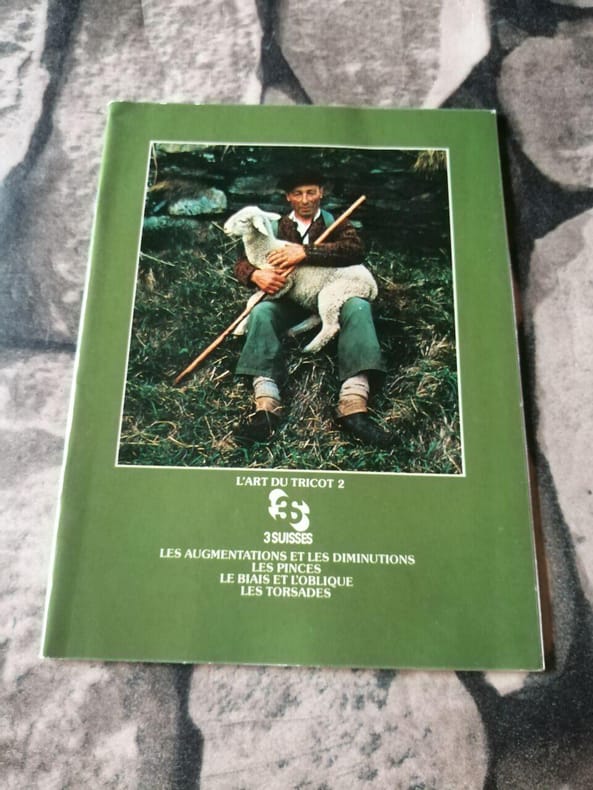 L'ART DU TRICOT 2
3S
3 SUISSES
LES AUGMENTATIONS ET LES DIMINUTIONS
LES PINCES
LE BIAIS ET L'OBLIQUE
LES TORSADES